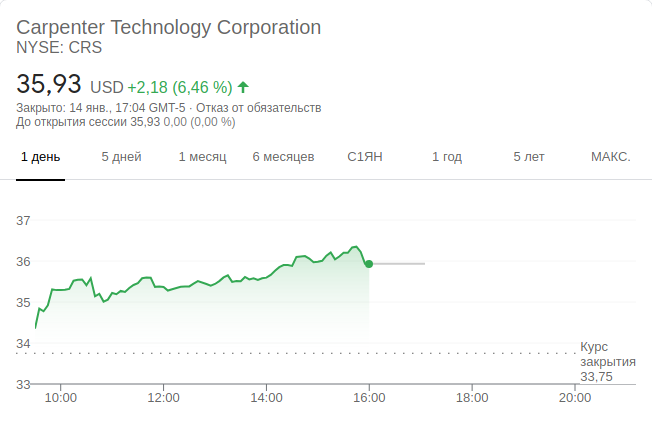 Carpenter Technology Corporation
NYSE: CRS
35,93 USD +2,18 (6,46 %)
Закрыто: 14 янв., 17:04 GMT-5 · Отказ от обязательств
До открытия сессии 35,93 0,00 (0,00 %)
1 день 5 дней 1 месяц 6 месяцев С1ЯН 1 год 5 лет МАКС.
37
36
35
34
Курс
закрытия
33,75
33
10:00 12:00 14:00 16:00 18:00 20:00